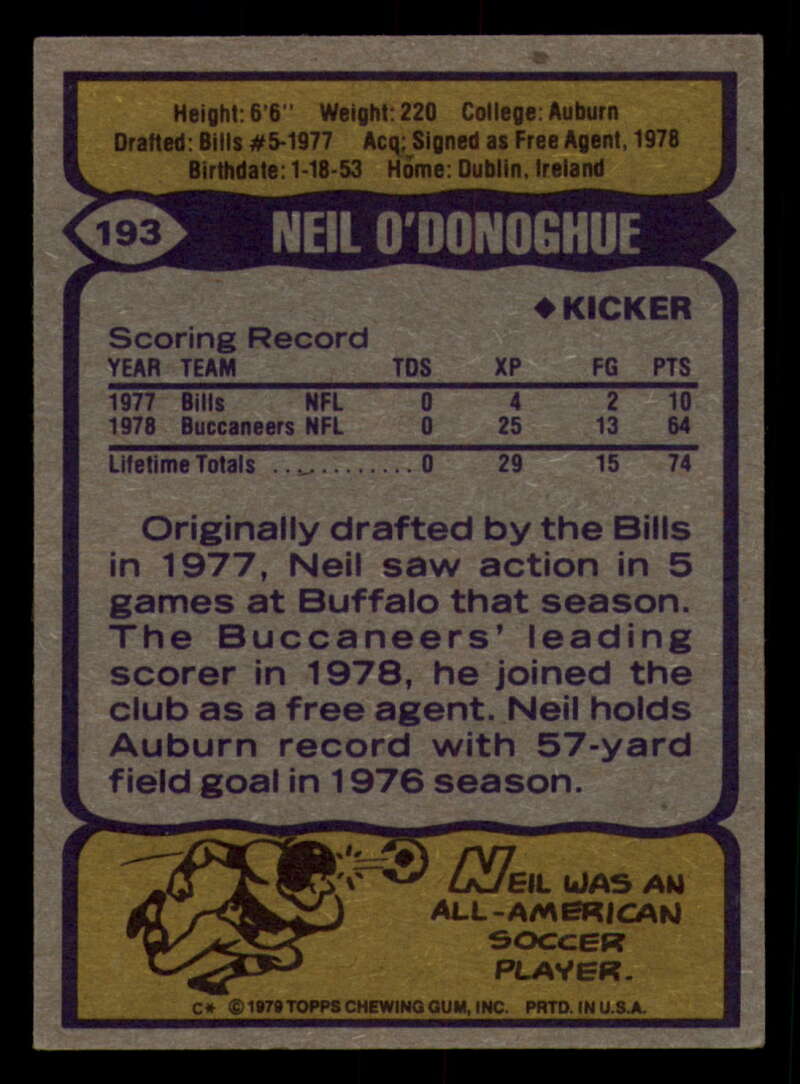 Height: 6'6" Weight: 220 College: Auburn
Drafted: Bills #5-1977 Acq: Signed as Free Agent, 1978
Birthdate: 1-18-53 Home: Dublin, Ireland
193 NEIL O'DONOGHUE
◆ KICKER
Scoring Record
YEAR TEAM TDS XP FG PTS
1977 Bills NFL 0 4 2 10
1978 Buccaneers NFL 0 25 13 64
Lifetime Totals ............ 0 29 15 74
Originally drafted by the Bills
in 1977, Neil saw action in 5
games at Buffalo that season.
The Buccaneers' leading
scorer in 1978, he joined the
club as a free agent. Neil holds
Auburn record with 57-yard
field goal in 1976 season.
NEIL WAS AN
ALL-AMERICAN
SOCCER
PLAYER.
C* © 1979 TOPPS CHEWING GUM, INC. PRTD. IN U.S.A.